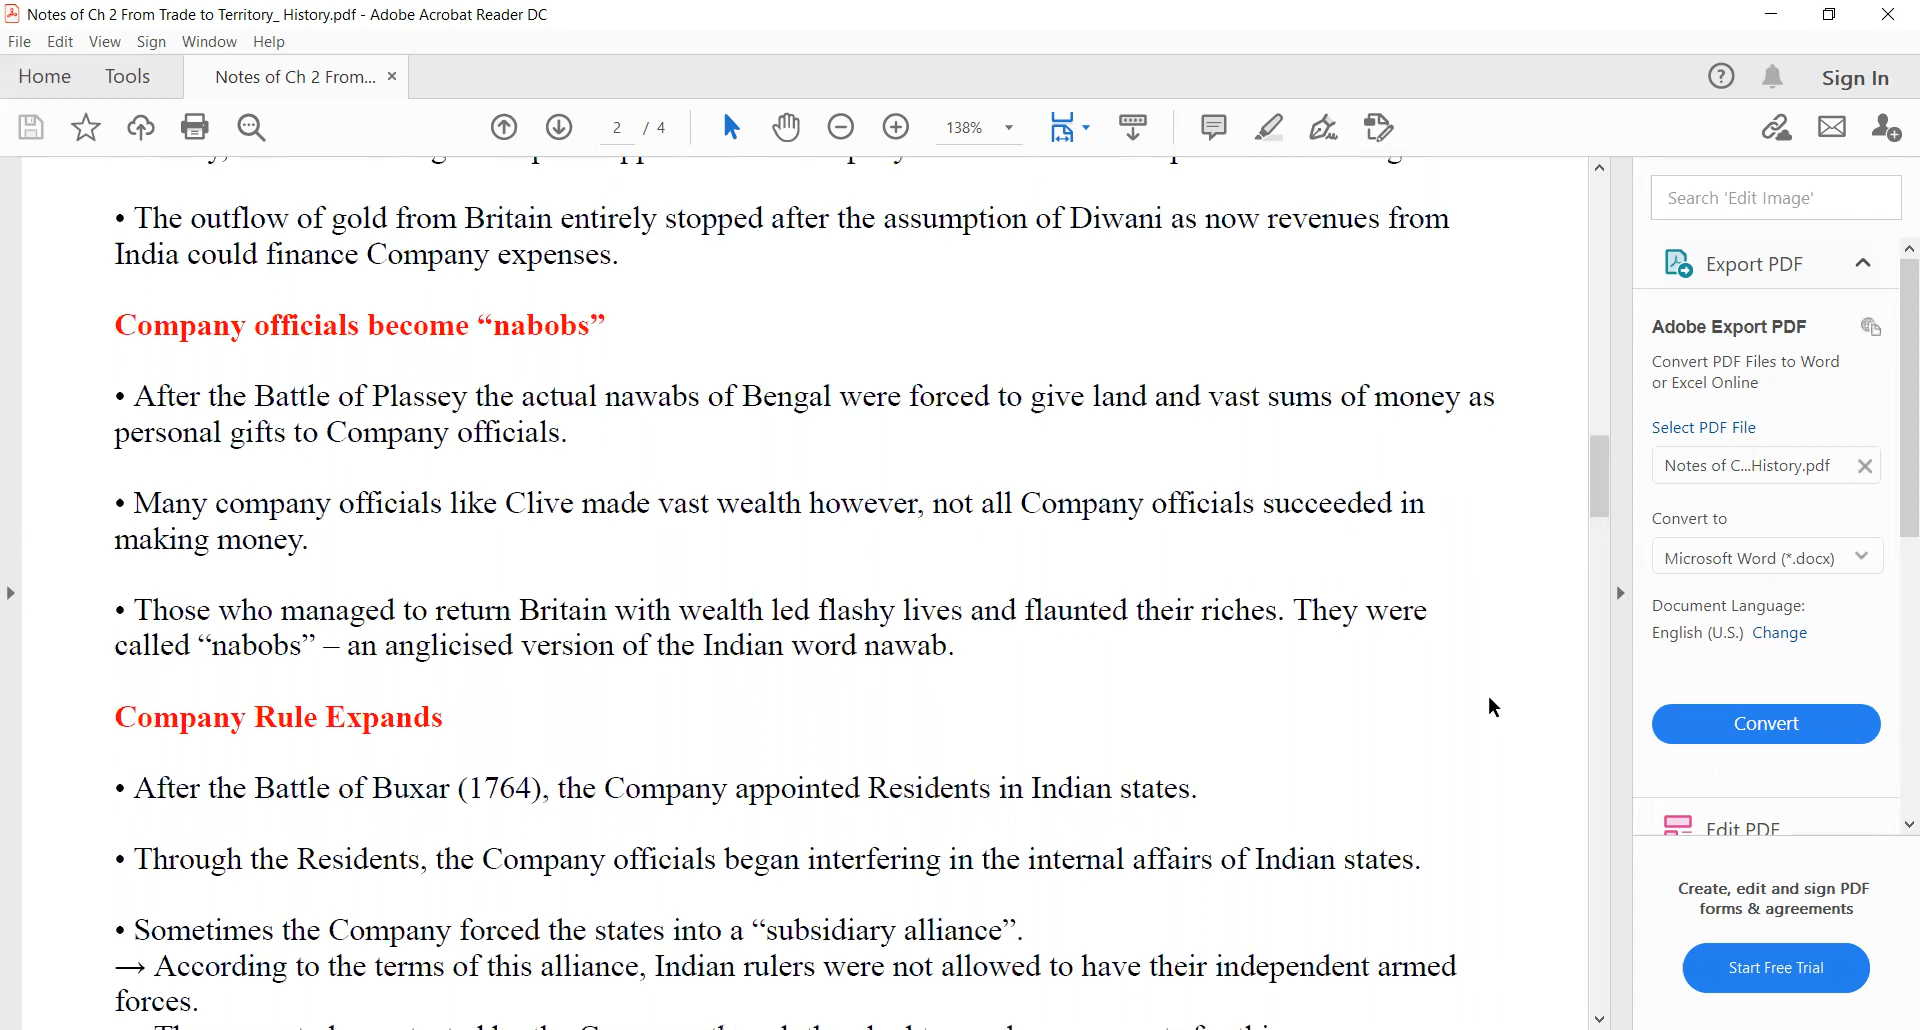 Notes of Ch 2 From Trade to Territory_ History.pdf - Adobe Acrobat Reader DC
File Edit View Sign Window Help
Home Tools Notes of Ch 2 From... × Sign In
2 / 4 138%
• The outflow of gold from Britain entirely stopped after the assumption of Diwani as now revenues from
India could finance Company expenses.
Company officials become “nabobs”
• After the Battle of Plassey the actual nawabs of Bengal were forced to give land and vast sums of money as
personal gifts to Company officials.
• Many company officials like Clive made vast wealth however, not all Company officials succeeded in
making money.
• Those who managed to return Britain with wealth led flashy lives and flaunted their riches. They were
called “nabobs” – an anglicised version of the Indian word nawab.
Company Rule Expands
• After the Battle of Buxar (1764), the Company appointed Residents in Indian states.
• Through the Residents, the Company officials began interfering in the internal affairs of Indian states.
• Sometimes the Company forced the states into a “subsidiary alliance”.
→ According to the terms of this alliance, Indian rulers were not allowed to have their independent armed
forces.
Search 'Edit Image'
Export PDF
Adobe Export PDF
Convert PDF Files to Word
or Excel Online
Select PDF File
Notes of C...History.pdf
Convert to
Microsoft Word (*.docx)
Document Language:
English (U.S.) Change
Convert
Edit PDF
Create, edit and sign PDF
forms & agreements
Start Free Trial